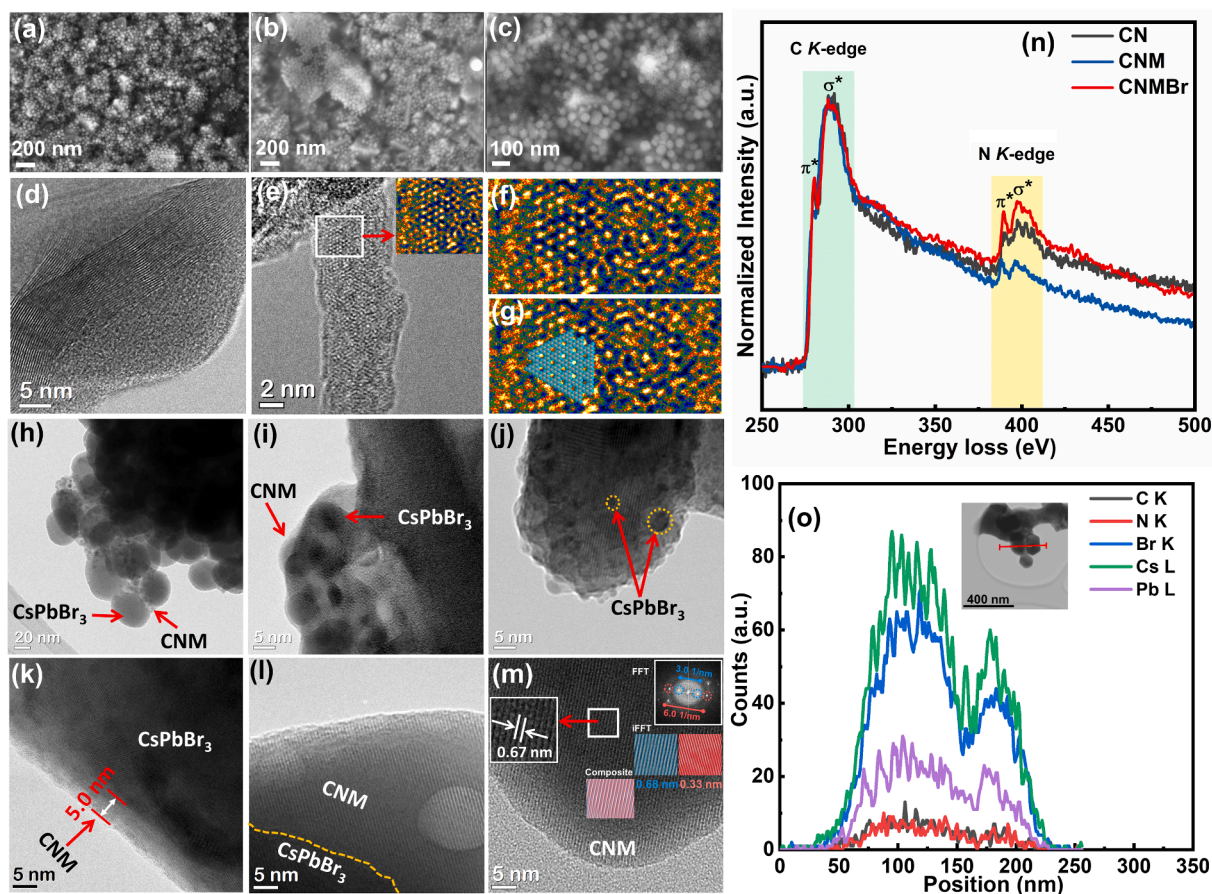 (a)
200 nm
(b)
200 nm
(c)
100 nm
(d)
5 nm
(e)
2 nm
(f)
(g)
(h)
CsPbBr3
CNM
20 nm
(i)
CNM
CsPbBr3
5 nm
(j)
CsPbBr3
5 nm
(k)
CsPbBr3
5.0 nm
CNM
5 nm
(l)
CNM
CsPbBr3
5 nm
(m)
FFT
3.0 1/nm
6.0 1/nm
0.67 nm
iFFT
0.68 nm 0.33 nm
Composite
CNM
5 nm
(n)
CN
CNM
CNMBr
C K-edge
σ*
π*
N K-edge
π* σ*
Normalized Intensity (a.u.)
250 300 350 400 450 500
Energy loss (eV)
(o)
C K
N K
Br K
Cs L
Pb L
400 nm
Counts (a.u.)
100
80
60
40
20
0
0 50 100 150 200 250 300 350
Position (nm)